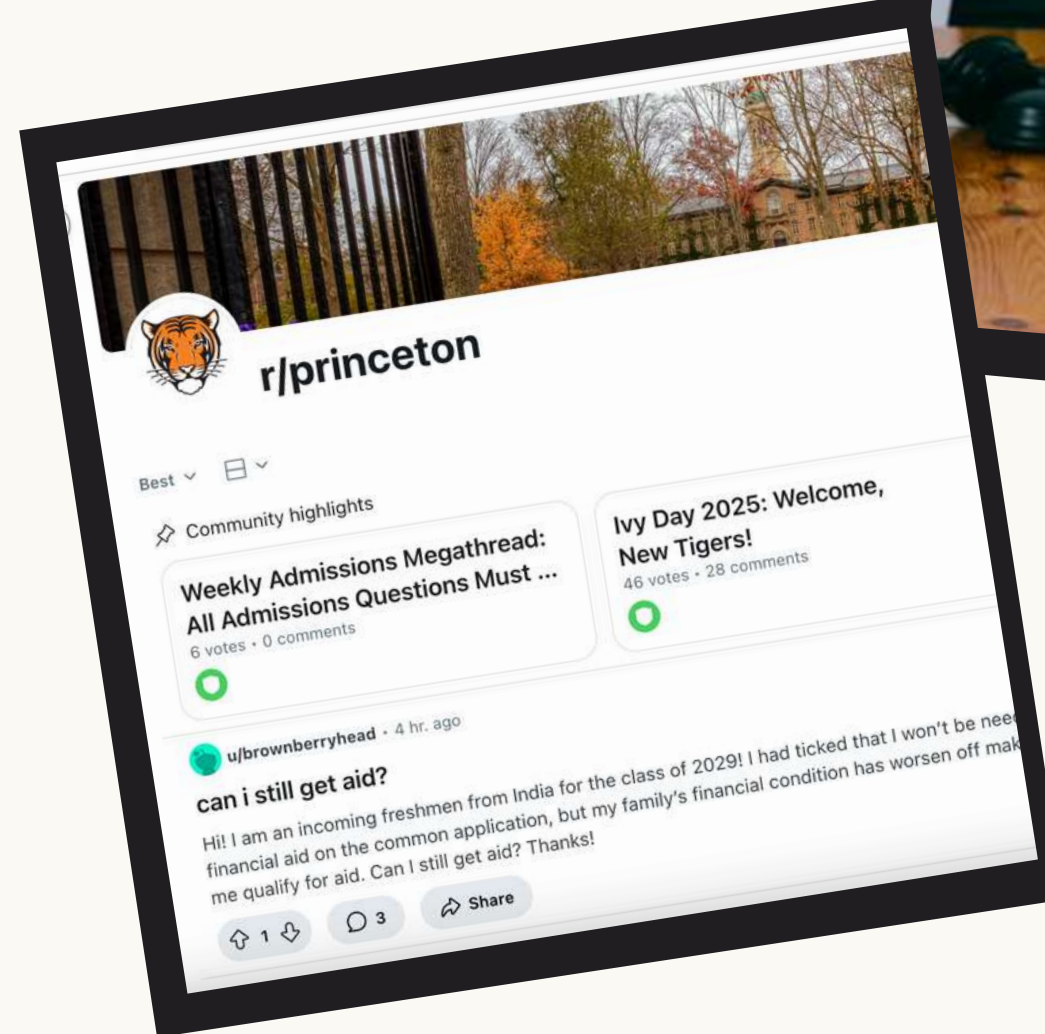 r/princeton
Best
Community highlights
Weekly Admissions Megathread:
All Admissions Questions Must ...
6 votes • 0 comments
Ivy Day 2025: Welcome,
New Tigers!
46 votes • 28 comments
u/brownberryhead • 4 hr. ago
can i still get aid?
Hi! I am an incoming freshmen from India for the class of 2029! I had ticked that I won't be
financial aid on the common application, but my family's financial condition has worsen off
me qualify for aid. Can I still get aid? Thanks!
1
3
Share